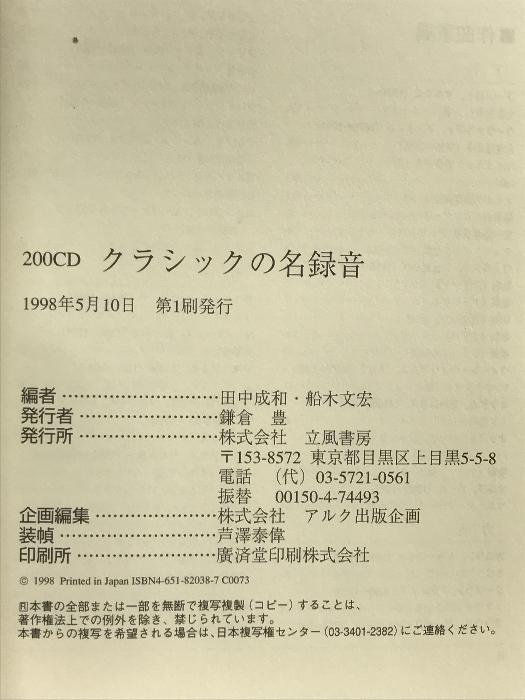 200CD クラシックの名録音
1998年5月10日 第1刷発行
編者…………………………田中成和・船木文宏
発行者………………………鎌倉 豊
発行所………………………株式会社 立風書房
〒153-8572 東京都目黒区上目黒5-5-8
電話 (代) 03-5721-0561
振替 00150-4-74493
企画編集……………………株式会社 アルク出版企画
装幀…………………………芦澤泰偉
印刷所………………………廣済堂印刷株式会社
© 1998 Printed in Japan ISBN4-651-82038-7 C0073
Ⓡ本書の全部または一部を無断で複写複製(コピー)することは、
著作権法上での例外を除き、禁じられています。
本書からの複写を希望される場合は、日本複写権センター(03-3401-2382)にご連絡ください。